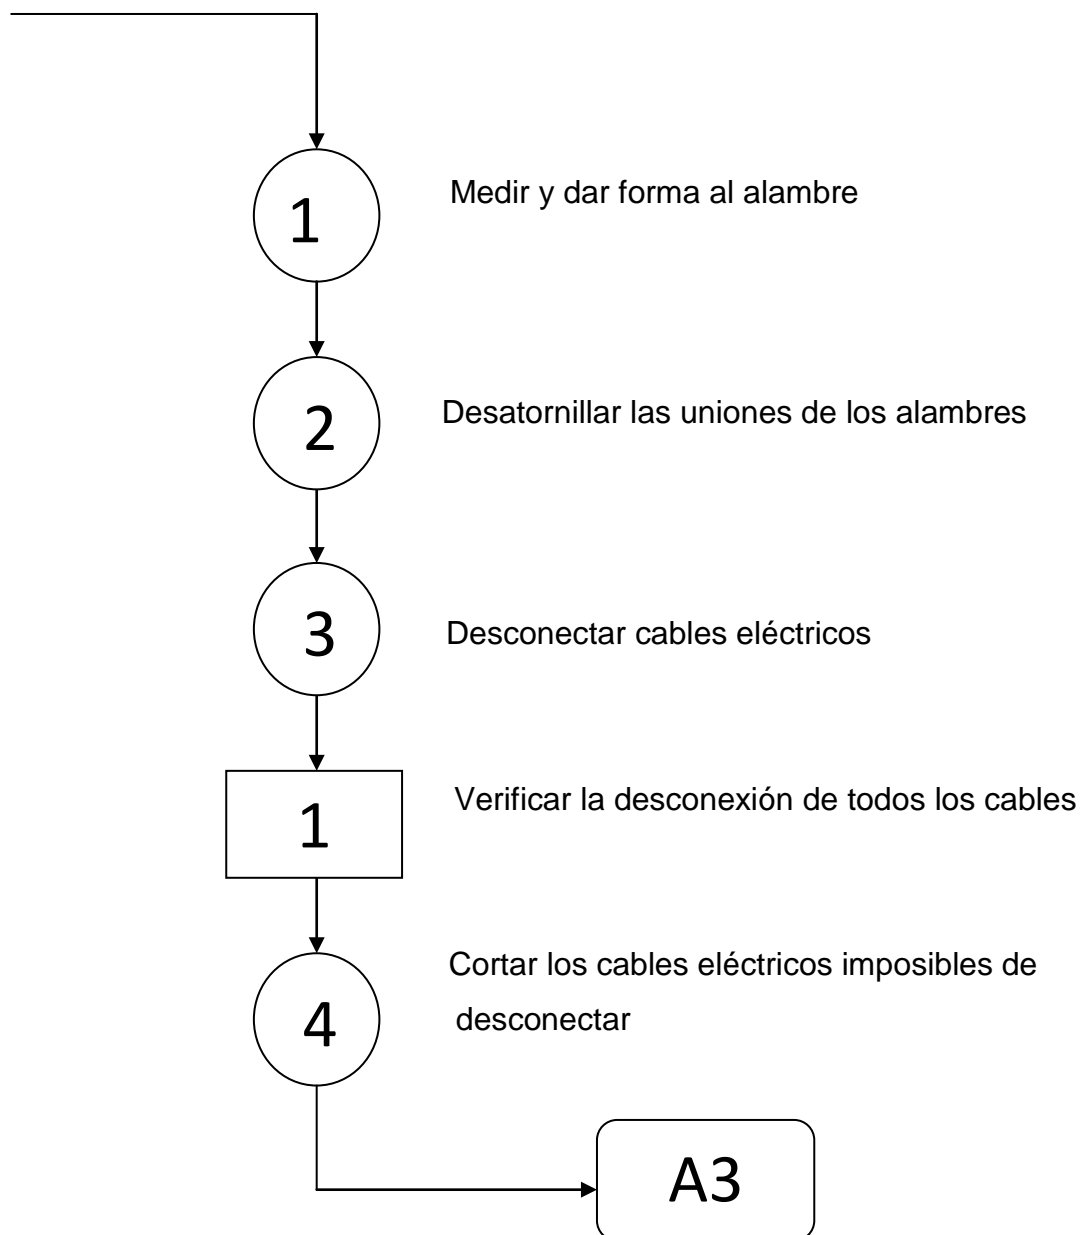 1
Medir y dar forma al alambre
2
Desatornillar las uniones de los alambres
3
Desconectar cables eléctricos
1
Verificar la desconexión de todos los cables
4
Cortar los cables eléctricos imposibles de
desconectar
A3